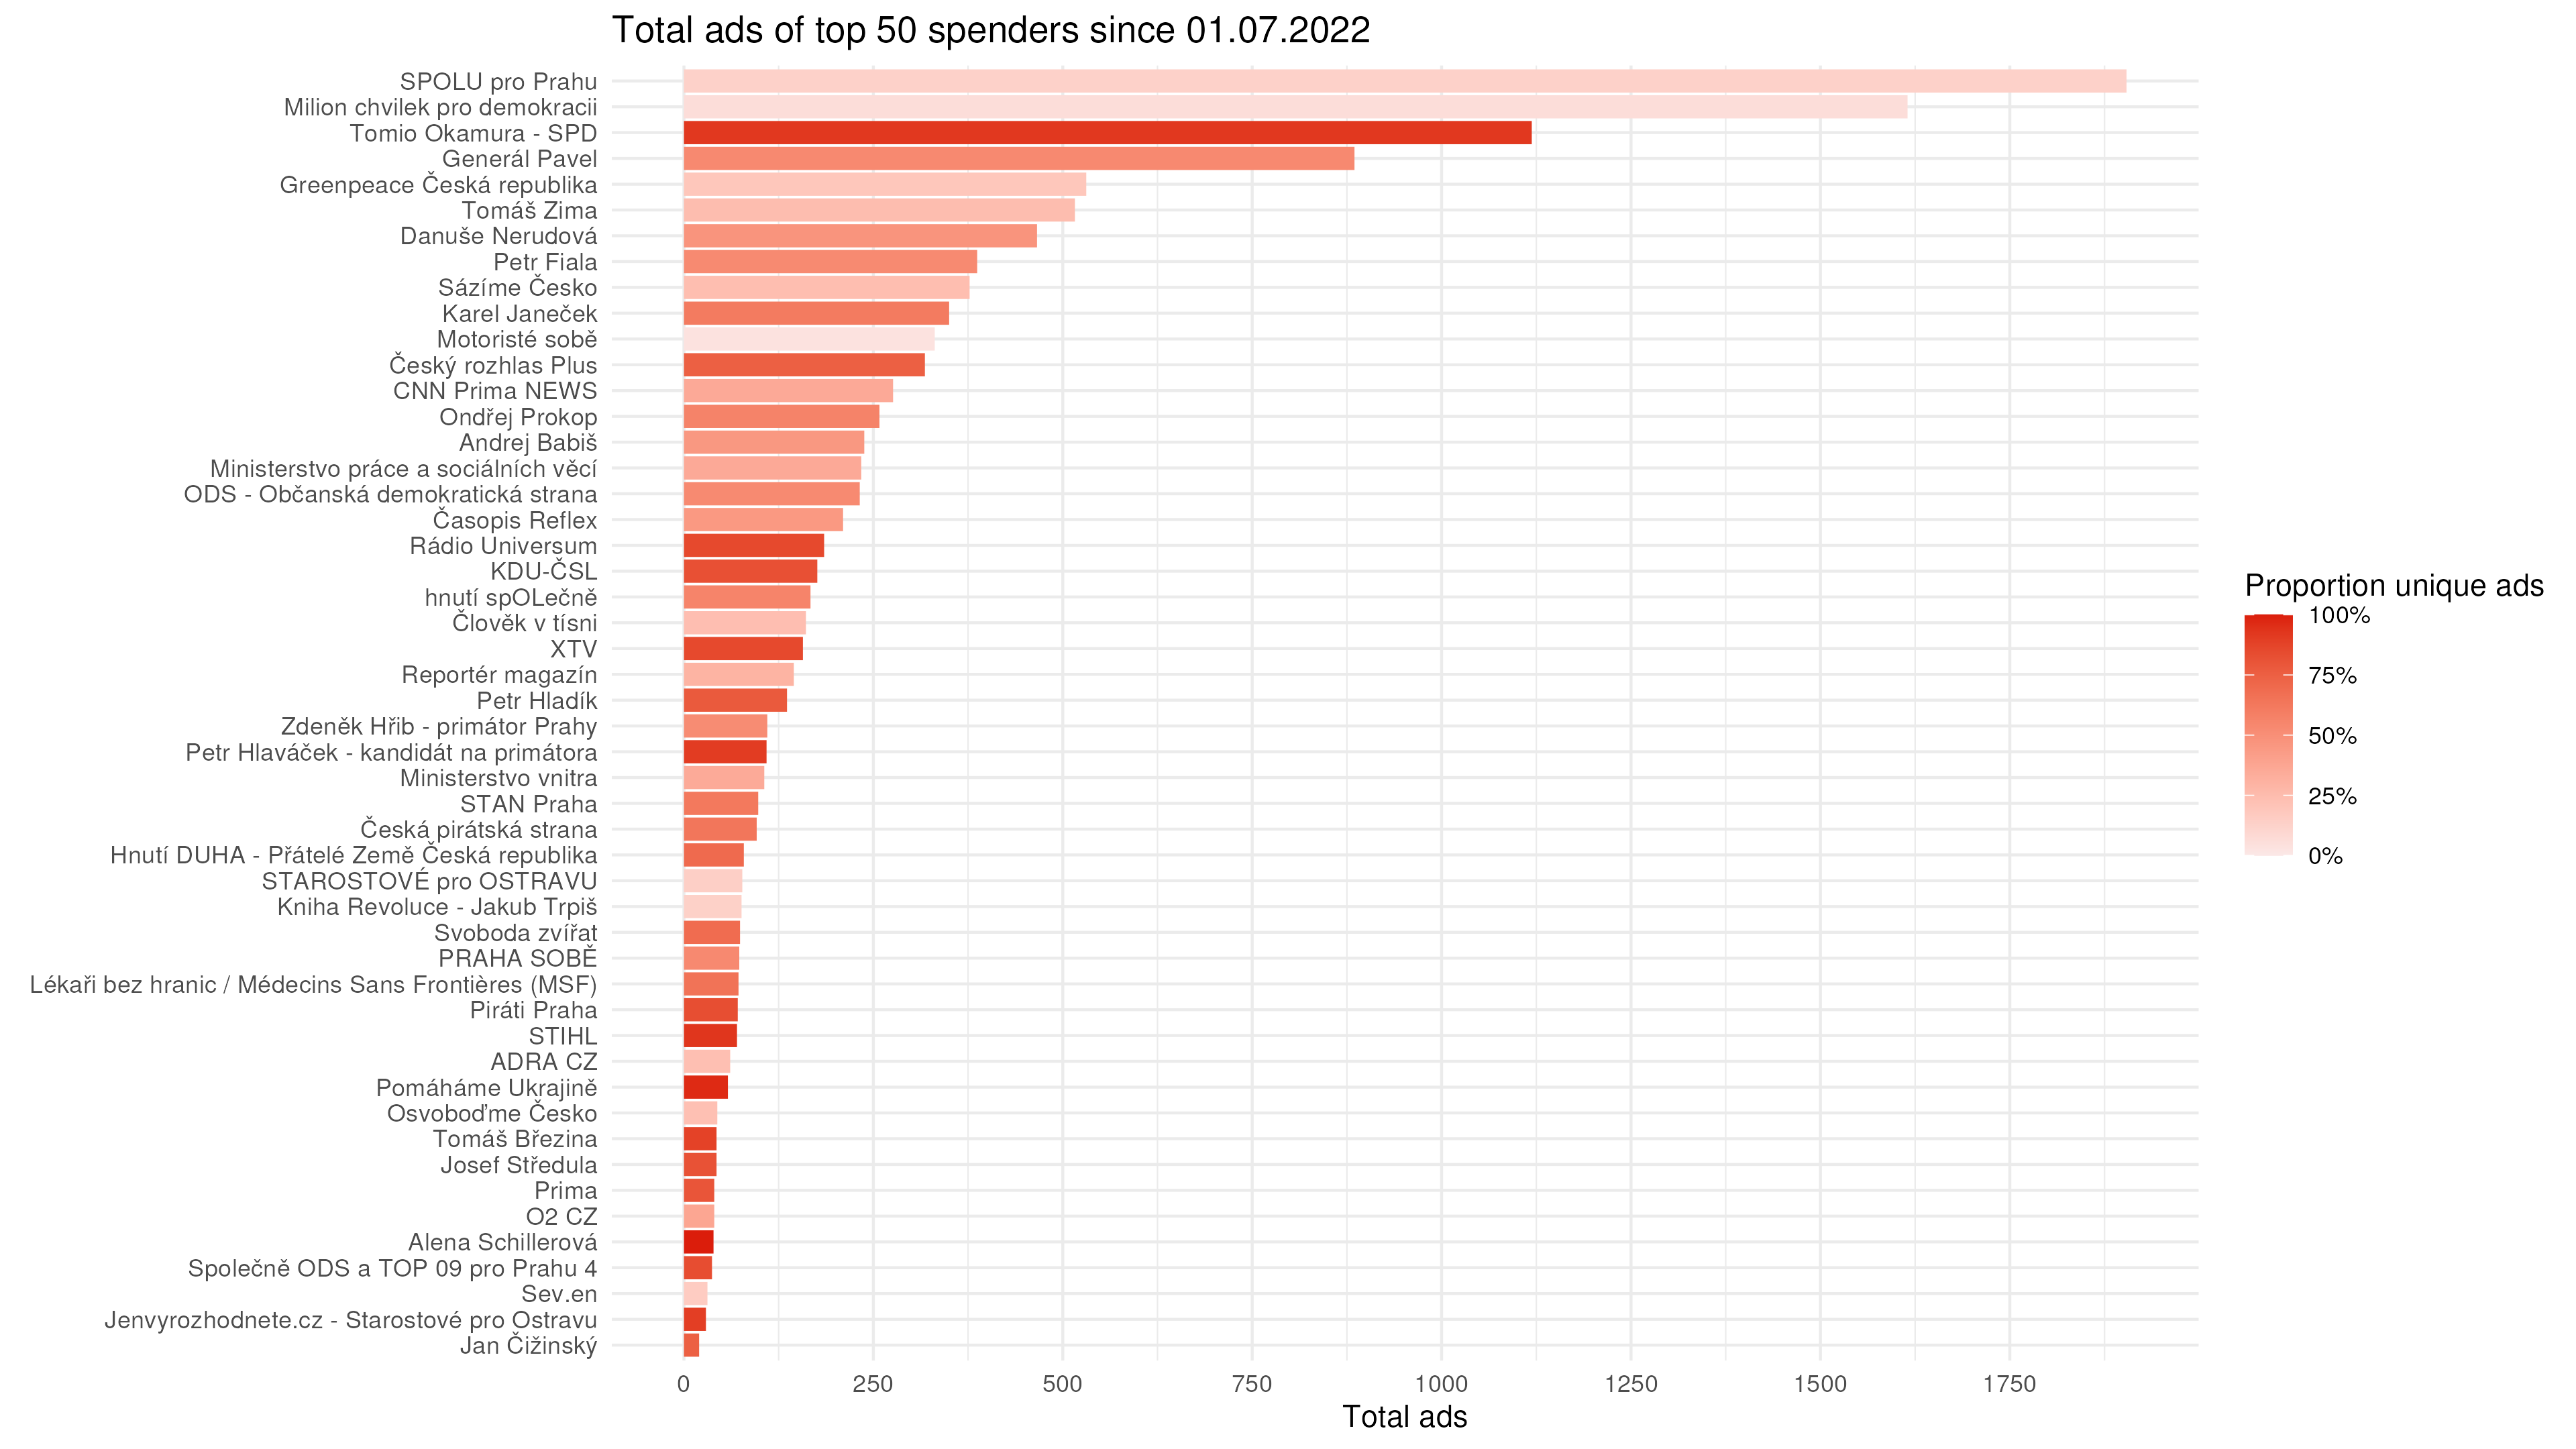 Total ads of top 50 spenders since 01.07.2022
SPOLU pro Prahu
Milion chvilek pro demokracii
Tomio Okamura - SPD
Generál Pavel
Greenpeace Česká republika
Tomáš Zima
Danuše Nerudová
Petr Fiala
Sázíme Česko
Karel Janeček
Motoristé sobě
Český rozhlas Plus
CNN Prima NEWS
Ondřej Prokop
Andrej Babiš
Ministerstvo práce a sociálních věcí
ODS - Občanská demokratická strana
Časopis Reflex
Rádio Universum
KDU-ČSL
hnutí spOLečně
Člověk v tísni
XTV
Reportér magazín
Petr Hladík
Zdeněk Hřib - primátor Prahy
Petr Hlaváček - kandidát na primátora
Ministerstvo vnitra
STAN Praha
Česká pirátská strana
Hnutí DUHA - Přátelé Země Česká republika
STAROSTOVÉ pro OSTRAVU
Kniha Revoluce - Jakub Trpiš
Svoboda zvířat
PRAHA SOBĚ
Lékaři bez hranic / Médecins Sans Frontières (MSF)
Piráti Praha
STIHL
ADRA CZ
Pomáháme Ukrajině
Osvoboďme Česko
Tomáš Březina
Josef Středula
Prima
O2 CZ
Alena Schillerová
Společně ODS a TOP 09 pro Prahu 4
Sev.en
Jenvyrozhodnete.cz - Starostové pro Ostravu
Jan Čižinský
0 250 500 750 1000 1250 1500 1750
Total ads
Proportion unique ads
100%
75%
50%
25%
0%